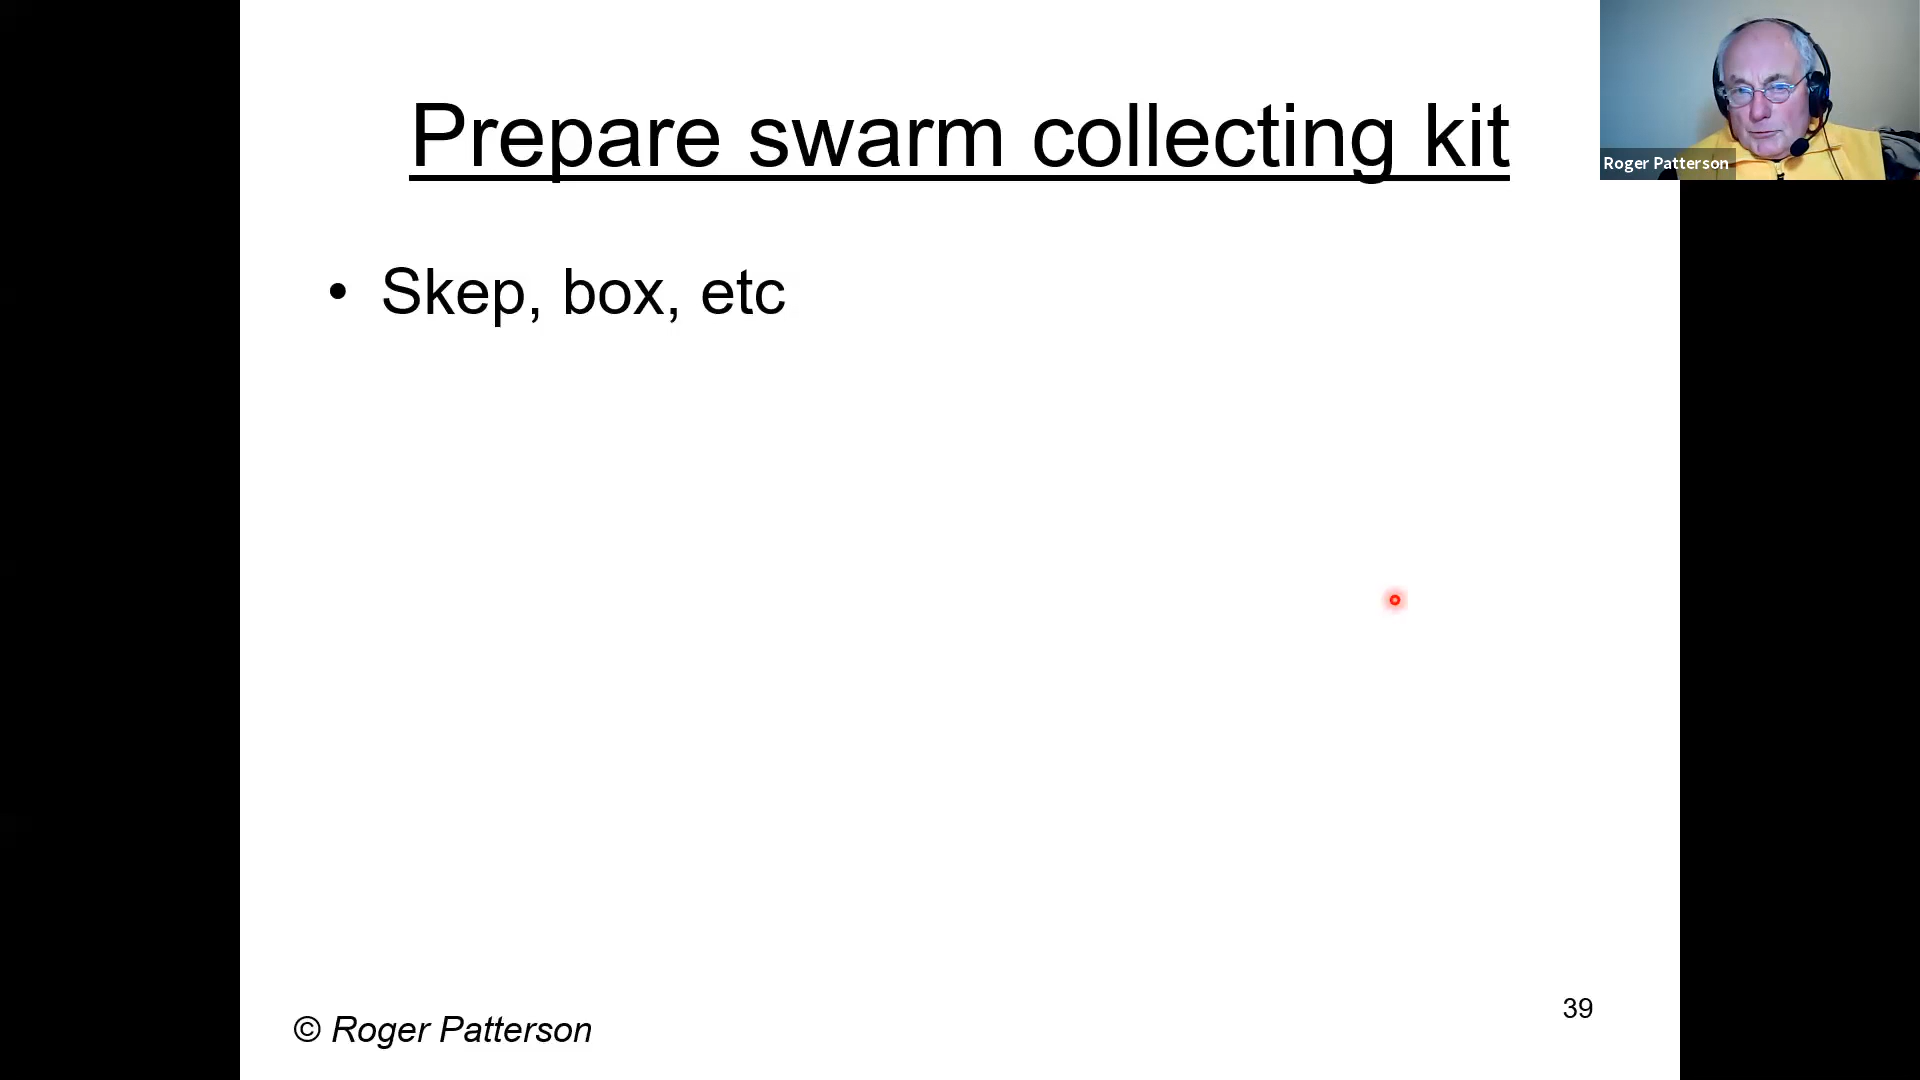 Prepare swarm collecting kit
Roger Patterson
• Skep, box, etc
39
© Roger Patterson